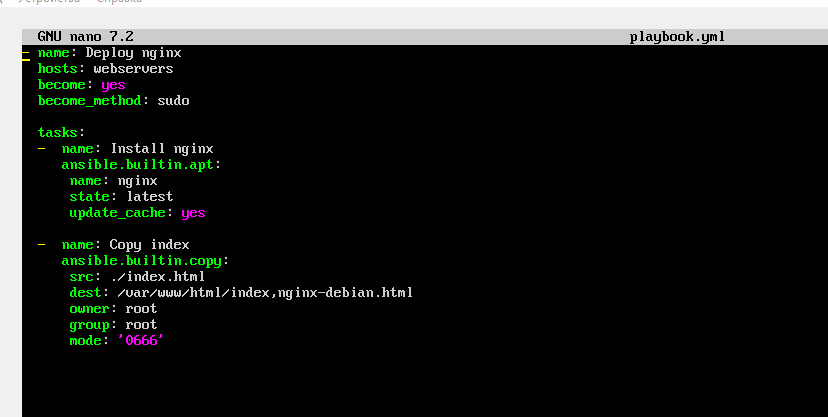 Устройства Справка
GNU nano 7.2 playbook.yml
- name: Deploy nginx
hosts: webservers
become: yes
become_method: sudo
tasks:
- name: Install nginx
ansible.builtin.apt:
name: nginx
state: latest
update_cache: yes
- name: Copy index
ansible.builtin.copy:
src: ./index.html
dest: /var/www/html/index,nginx-debian.html
owner: root
group: root
mode: '0666'